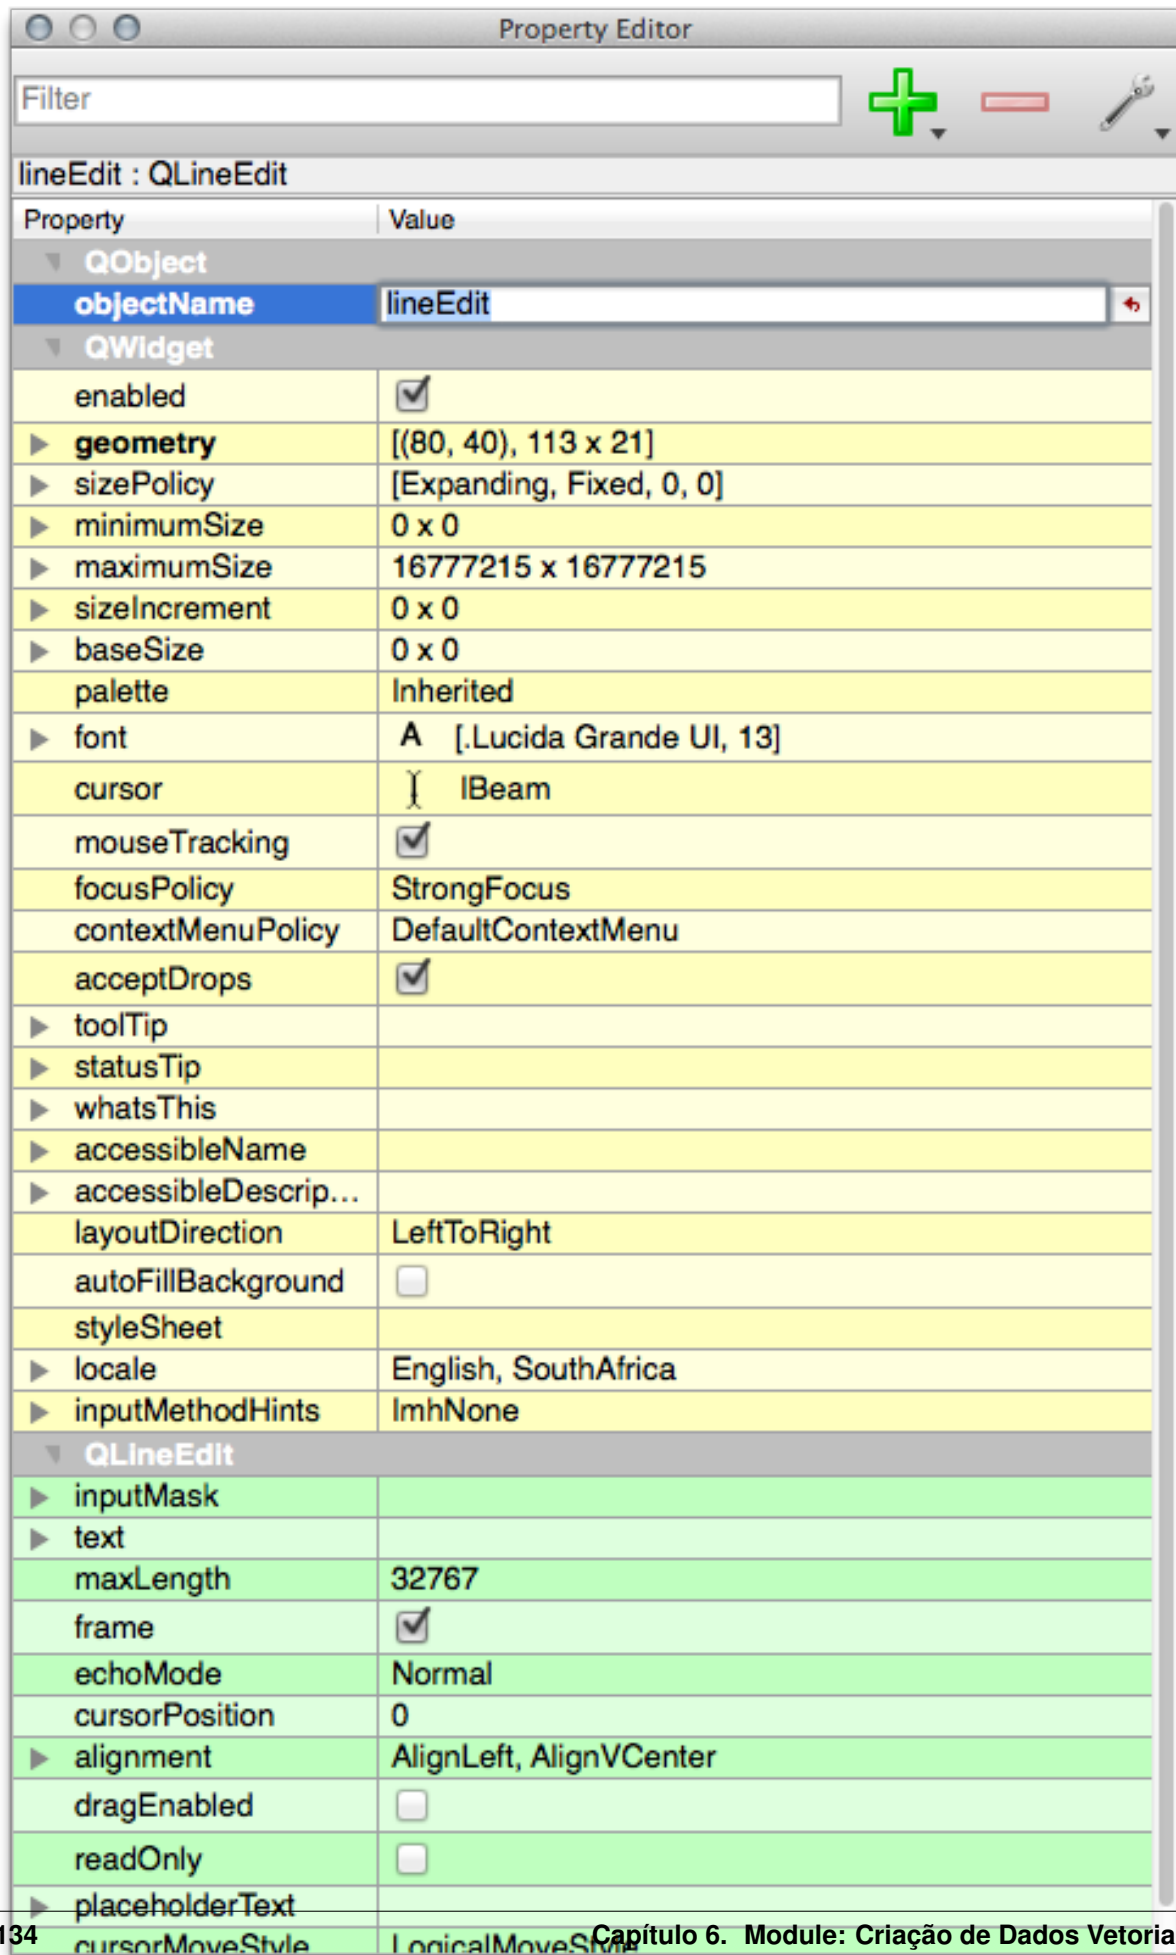 Property Editor
Filter
lineEdit : QLineEdit
Property Value
QObject
objectName lineEdit
QWidget
enabled
geometry [(80, 40), 113 x 21]
sizePolicy [Expanding, Fixed, 0, 0]
minimumSize 0 x 0
maximumSize 16777215 x 16777215
sizeIncrement 0 x 0
baseSize 0 x 0
palette Inherited
font A [.Lucida Grande UI, 13]
cursor IBeam
mouseTracking
focusPolicy StrongFocus
contextMenuPolicy DefaultContextMenu
acceptDrops
toolTip
statusTip
whatsThis
accessibleName
accessibleDescrip...
layoutDirection LeftToRight
autoFillBackground
styleSheet
locale English, SouthAfrica
inputMethodHints ImhNone
QLineEdit
inputMask
text
maxLength 32767
frame
echoMode Normal
cursorPosition 0
alignment AlignLeft, AlignVCenter
dragEnabled
readOnly
placeholderText
134 Capítulo 6. Module: Criação de Dados Vetoria
cursorMoveStyle LogicalMoveStyle